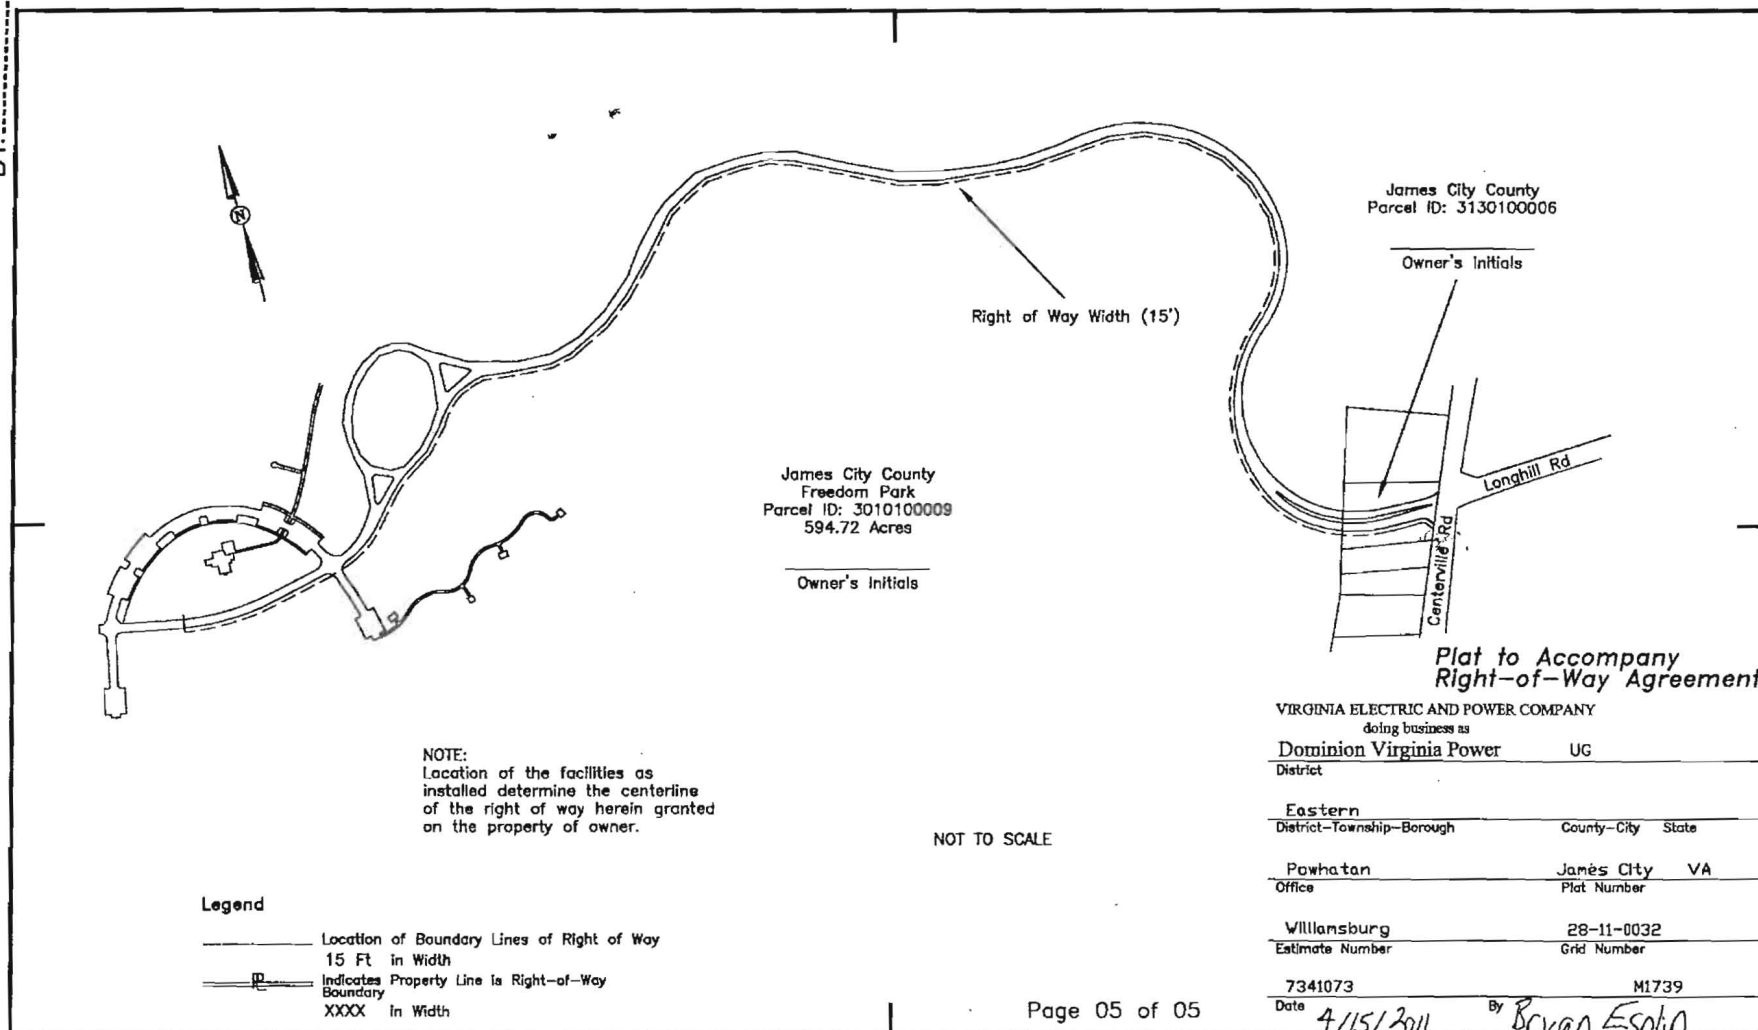 James City County
Parcel ID: 3130100006
Owner's Initials
Right of Way Width (15')
James City County
Freedom Park
Parcel ID: 3010100009
594.72 Acres
Owner's Initials
N
Longhill Rd
Centerville Rd
Plat to Accompany
Right-of-Way Agreement
VIRGINIA ELECTRIC AND POWER COMPANY
doing business as
Dominion Virginia Power UG
District
Eastern
District-Township-Borough County-City State
Powhatan James City VA
Office Plat Number
Williamsburg 28-11-0032
Estimate Number Grid Number
7341073 M1739
Date 4/15/2011 By Bryan
NOTE:
Location of the facilities as
installed determine the centerline
of the right of way herein granted
on the property of owner.
NOT TO SCALE
Legend
Location of Boundary Lines of Right of Way
15 Ft in Width
Indicates Property Line is Right-of-Way
Boundary
XXXX in Width
Page 05 of 05